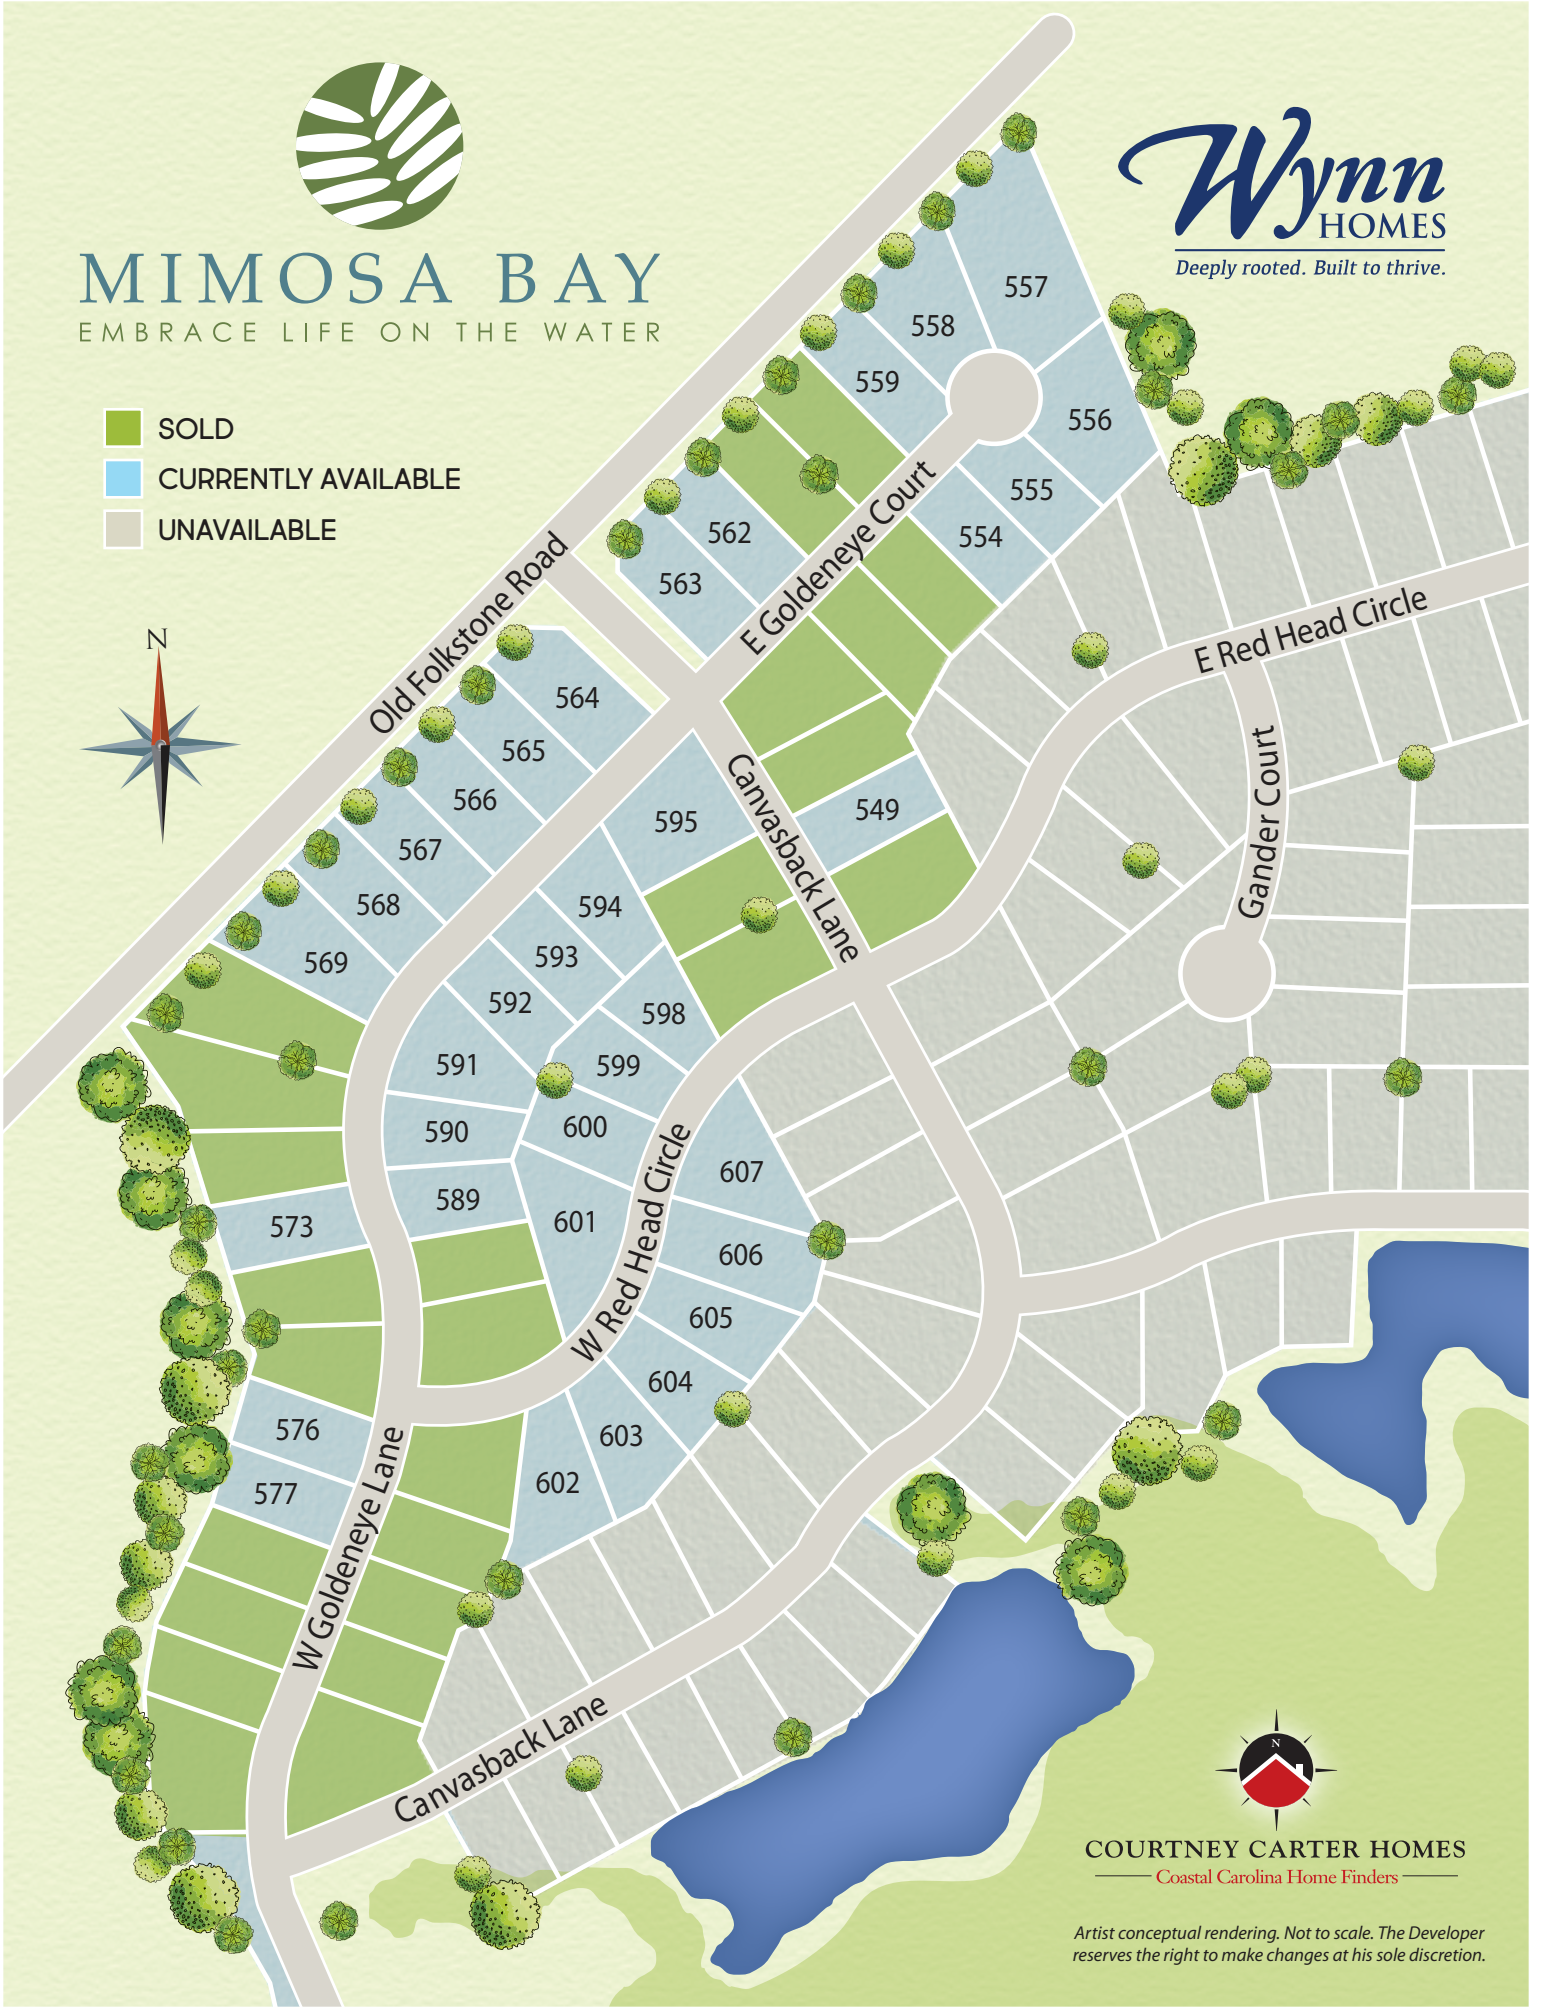 MIMOSA BAY
EMBRACE LIFE ON THE WATER
Wynn
HOMES
Deeply rooted. Built to thrive.
SOLD
CURRENTLY AVAILABLE
UNAVAILABLE
N
Old Folkstone Road
E Goldeneye Court
E Red Head Circle
Gander Court
Canvasback Lane
W Red Head Circle
W Goldeneye Lane
Canvasback Lane
557
558
559
556
555
554
562
563
564
565
566
567
568
569
595
549
594
593
592
591
590
589
598
599
600
601
607
606
605
604
603
602
573
576
577
N
COURTNEY CARTER HOMES
Coastal Carolina Home Finders
Artist conceptual rendering. Not to scale. The Developer
reserves the right to make changes at his sole discretion.